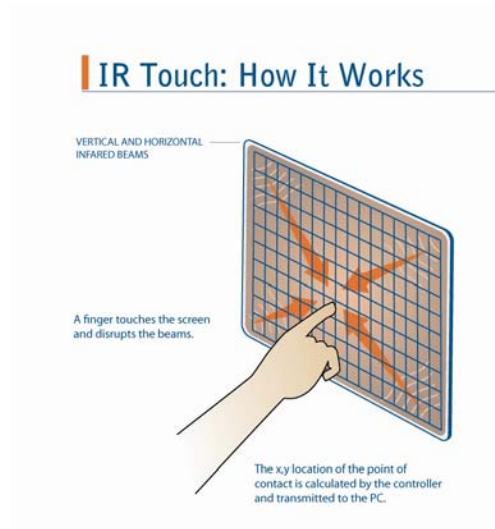 IR Touch: How It Works
VERTICAL AND HORIZONTAL
INFARED BEAMS
A finger touches the screen
and disrupts the beams.
The x,y location of the point of
contact is calculated by the controller
and transmitted to the PC.